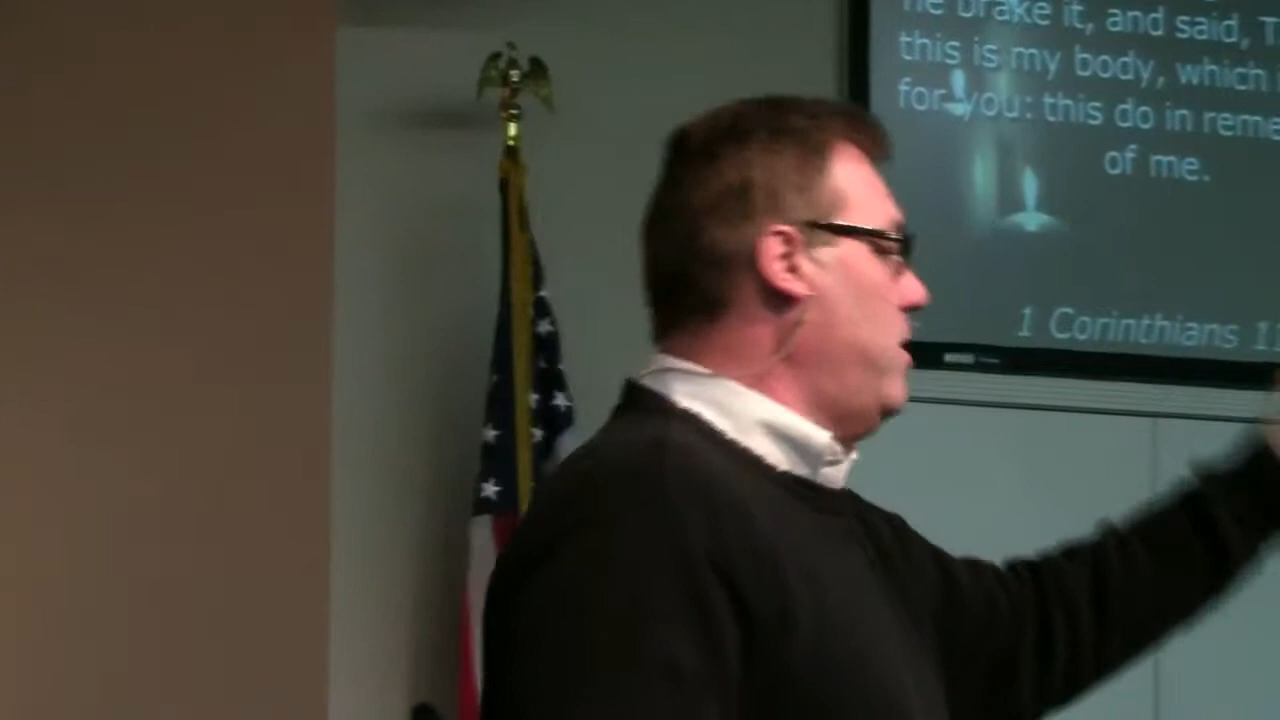 he brake it, and said, T
this is my body, which i
for you: this do in reme
of me.
1 Corinthians 11